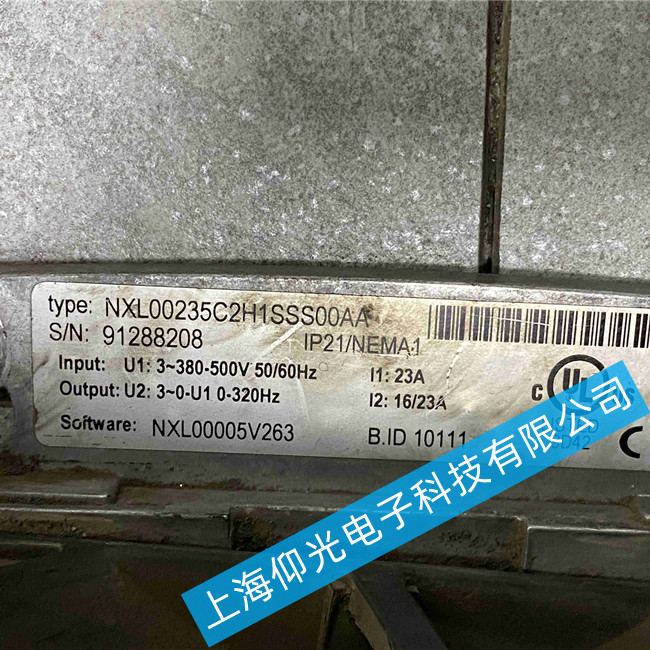 type: NXL00235C2H1SSS00AA
S/N: 91288208
IP21/NEMA1
Input: U1: 3~380-500V 50/60Hz I1: 23A
Output: U2: 3~0-U1 0-320Hz I2: 16/23A
Software: NXL00005V263 B.ID 10111
C UL
上海仰光电子科技有限公司